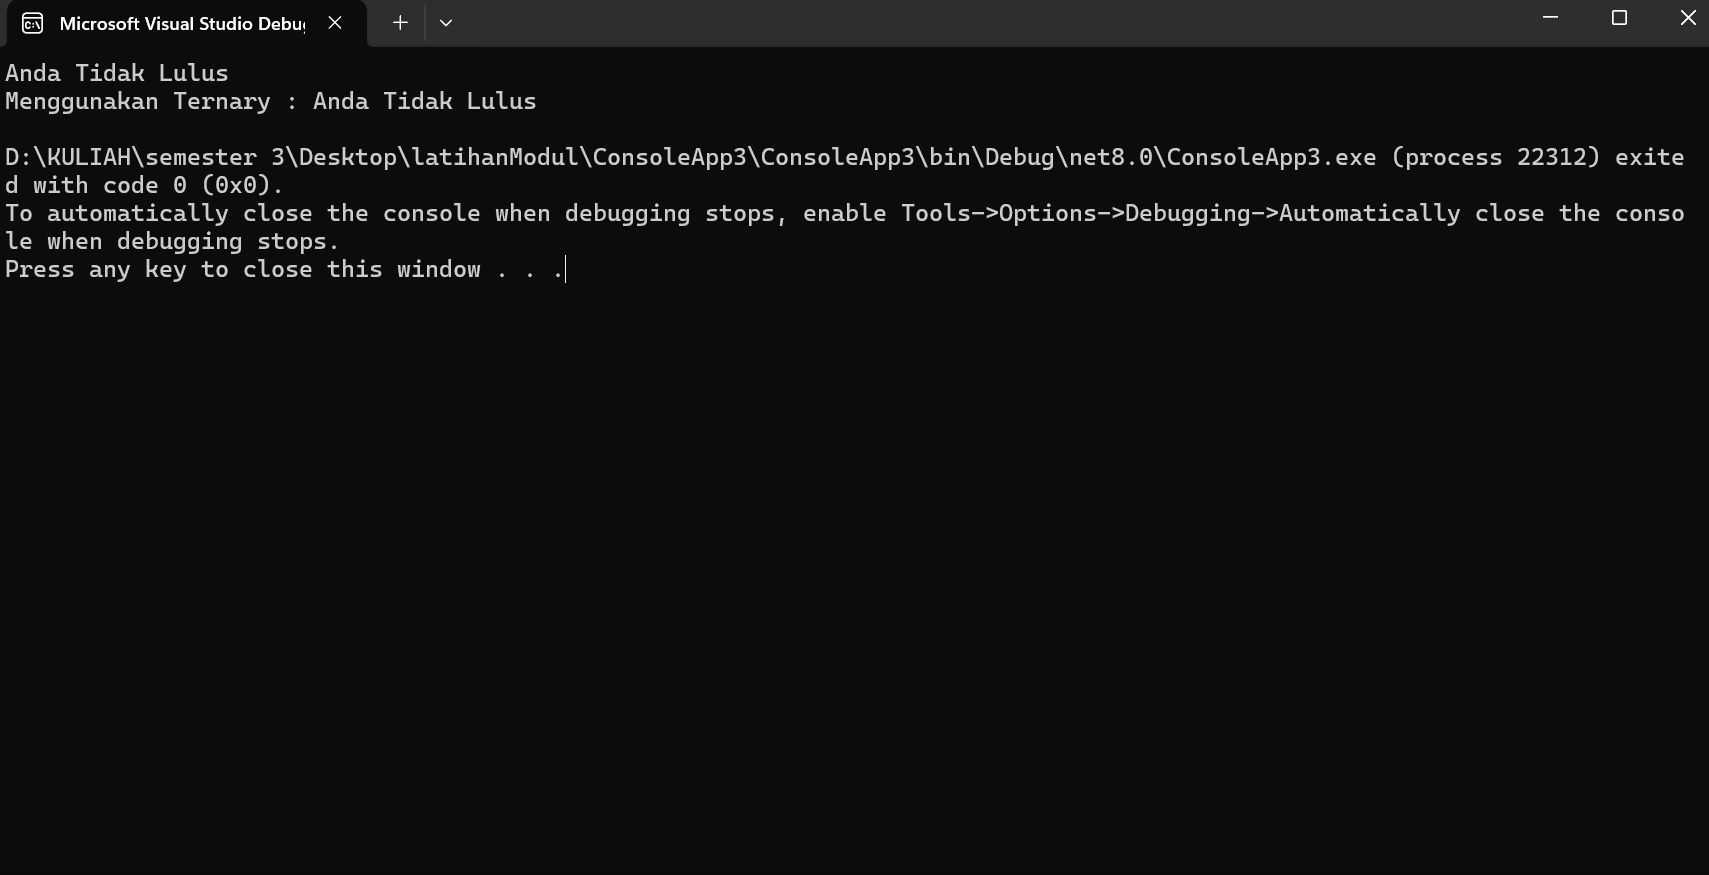 Microsoft Visual Studio Debu
Anda Tidak Lulus
Menggunakan Ternary : Anda Tidak Lulus
D:\KULIAH\semester 3\Desktop\latihanModul\ConsoleApp3\ConsoleApp3\bin\Debug\net8.0\ConsoleApp3.exe (process 22312) exite
d with code 0 (0x0).
To automatically close the console when debugging stops, enable Tools->Options->Debugging->Automatically close the conso
le when debugging stops.
Press any key to close this window . . .